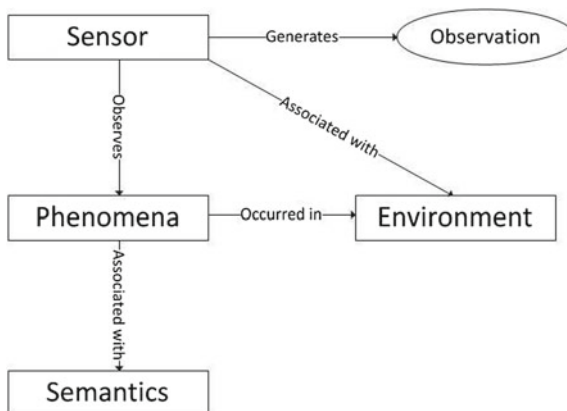 Sensor
Generates
Observation
Observes
Associated with
Phenomena
Occurred in
Environment
Associated with
Semantics